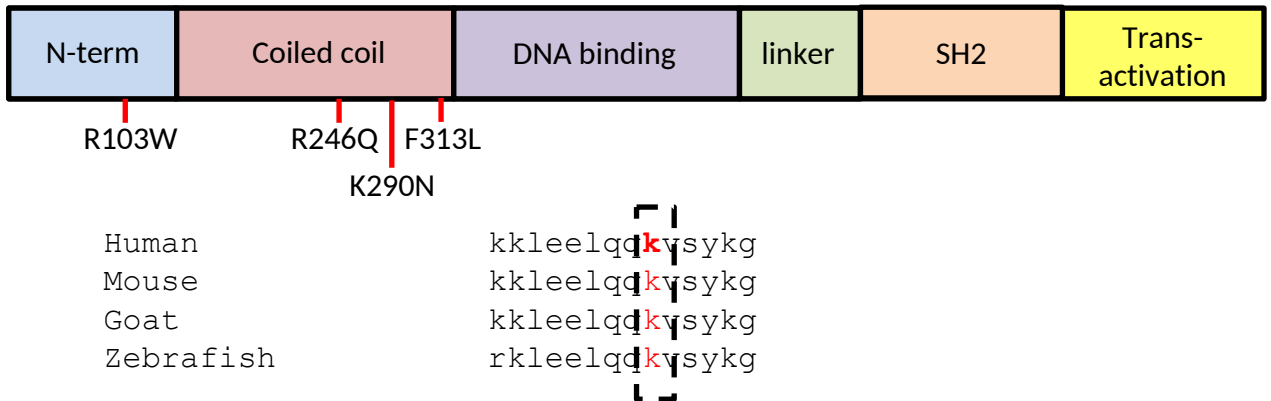 N-term Coiled coil DNA binding linker SH2 Trans-
activation
R103W R246Q F313L
K290N
Human kkleelqqkvsykg
Mouse kkleelqqkvsykg
Goat kkleelqqkvsykg
Zebrafish rkleelqqkvsykg